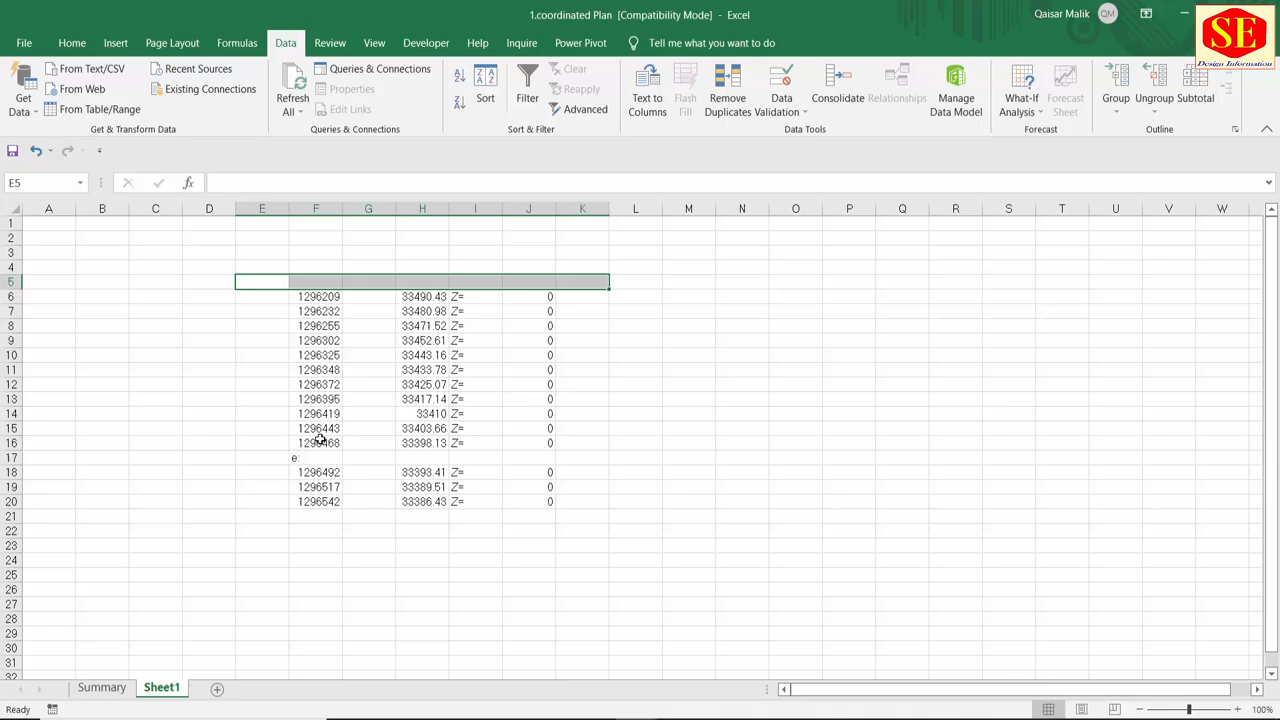 1.coordinated Plan [Compatibility Mode] - Excel
Qaisar Malik QM
SE
Design Information
File Home Insert Page Layout Formulas Data Review View Developer Help Inquire Power Pivot Tell me what you want to do
From Text/CSV Recent Sources
From Web Existing Connections
From Table/Range
Get Data
Get & Transform Data
Refresh All
Queries & Connections
Properties
Edit Links
Queries & Connections
Sort
Filter
Clear
Reapply
Advanced
Sort & Filter
Text to Columns
Flash Fill
Remove Duplicates
Data Validation
Consolidate
Relationships
Manage Data Model
Data Tools
What-If Analysis
Forecast Sheet
Forecast
Group
Ungroup
Subtotal
Outline
E5 fx
A B C D E F G H I J K L M N O P Q R S T U V W
1
2
3
4
5
6 1296209 33490.43 Z= 0
7 1296232 33480.98 Z= 0
8 1296255 33471.52 Z= 0
9 1296302 33452.61 Z= 0
10 1296325 33443.16 Z= 0
11 1296348 33433.78 Z= 0
12 1296372 33425.07 Z= 0
13 1296395 33417.14 Z= 0
14 1296419 33410 Z= 0
15 1296443 33403.66 Z= 0
16 1296468 33398.13 Z= 0
17 e:
18 1296492 33393.41 Z= 0
19 1296517 33389.51 Z= 0
20 1296542 33386.43 Z= 0
21
22
23
24
25
26
27
28
29
30
31
32
Summary Sheet1
Ready 100%